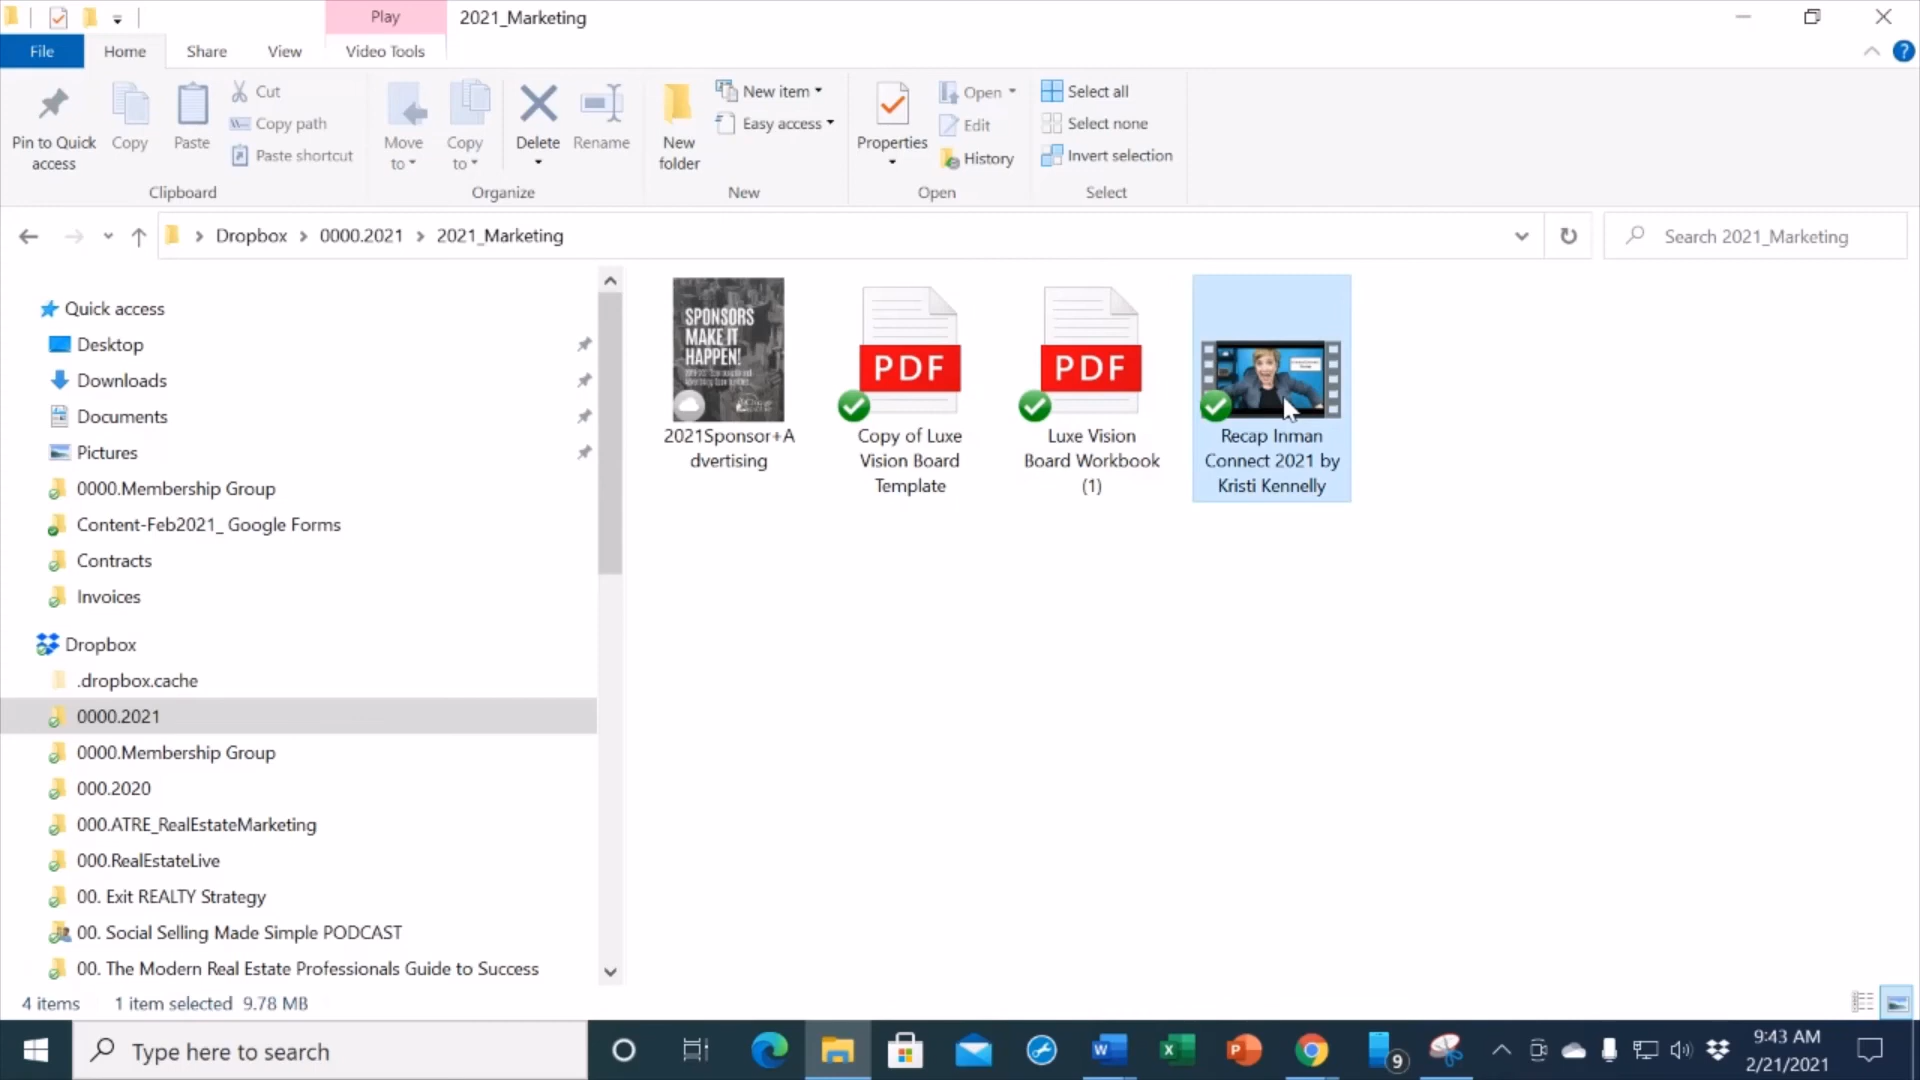 Play
2021_Marketing
File
Home
Share
View
Video Tools
Pin to Quick
access
Copy
Paste
Cut
Copy path
Paste shortcut
Clipboard
Move
to
Copy
to
Delete
Rename
Organize
New
folder
New item
Easy access
New
Properties
Open
Edit
History
Open
Select all
Select none
Invert selection
Select
Dropbox
0000.2021
2021_Marketing
Search 2021_Marketing
Quick access
Desktop
Downloads
Documents
Pictures
0000.Membership Group
Content-Feb2021_ Google Forms
Contracts
Invoices
Dropbox
.dropbox.cache
0000.2021
0000.Membership Group
000.2020
000.ATRE_RealEstateMarketing
000.RealEstateLive
00. Exit REALTY Strategy
00. Social Selling Made Simple PODCAST
00. The Modern Real Estate Professionals Guide to Success
SPONSORS
MAKE IT
HAPPEN!
2021Sponsor+A
dvertising
PDF
Copy of Luxe
Vision Board
Template
PDF
Luxe Vision
Board Workbook
(1)
Recap Inman
Connect 2021 by
Kristi Kennelly
4 items
1 item selected
9.78 MB
Type here to search
9
9:43 AM
2/21/2021